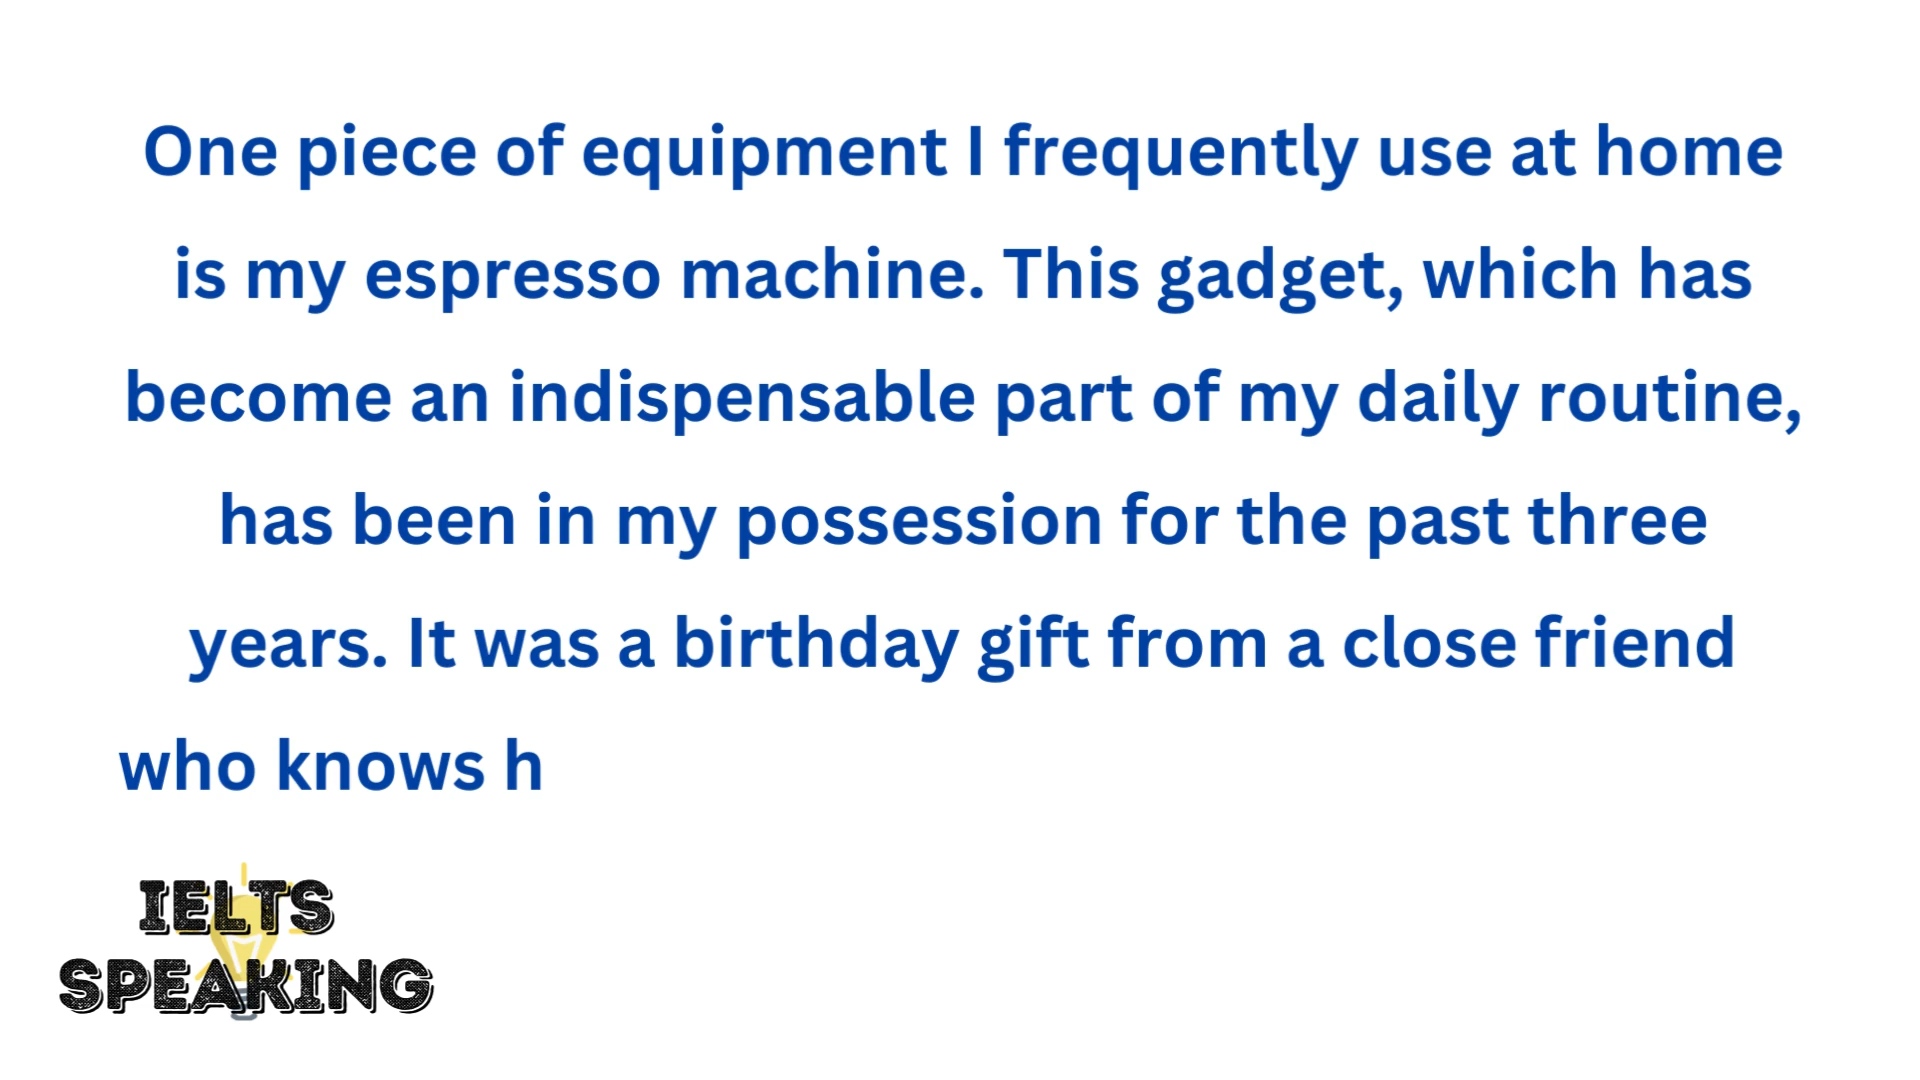 One piece of equipment I frequently use at home
is my espresso machine. This gadget, which has
become an indispensable part of my daily routine,
has been in my possession for the past three
years. It was a birthday gift from a close friend
who knows h
IELTS
SPEAKING